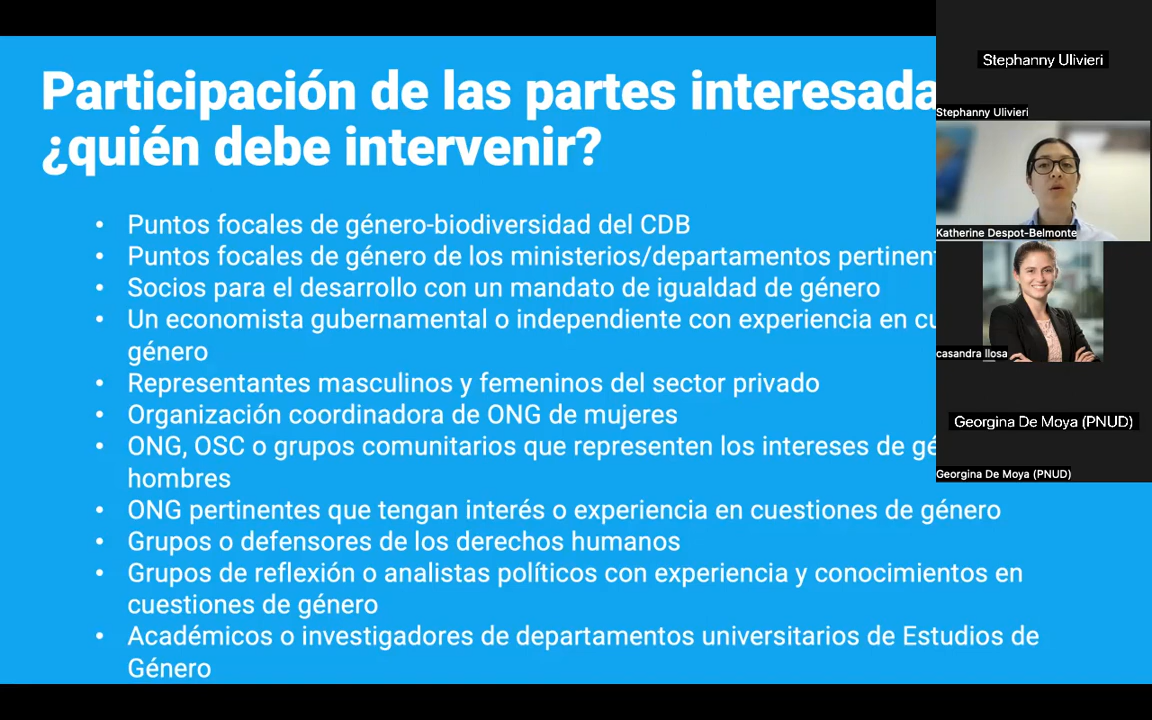 Participación de las partes interesada
¿quién debe intervenir?
• Puntos focales de género-biodiversidad del CDB
• Puntos focales de género de los ministerios/departamentos
• Socios para el desarrollo con un mandato de igualdad de género
• Un economista gubernamental o independiente con experiencia en
género
• Representantes masculinos y femeninos del sector privado
• Organización coordinadora de ONG de mujeres
• ONG, OSC o grupos comunitarios que representen los intereses de
hombres
• ONG pertinentes que tengan interés o experiencia en cuestiones de género
• Grupos o defensores de los derechos humanos
• Grupos de reflexión o analistas políticos con experiencia y conocimientos en
cuestiones de género
• Académicos o investigadores de departamentos universitarios de Estudios de
Género
Stephanny Ulivieri
Stephanny Ulivieri
Katherine Despot-Belmonte
casandra llosa
Georgina De Moya (PNUD)
Georgina De Moya (PNUD)